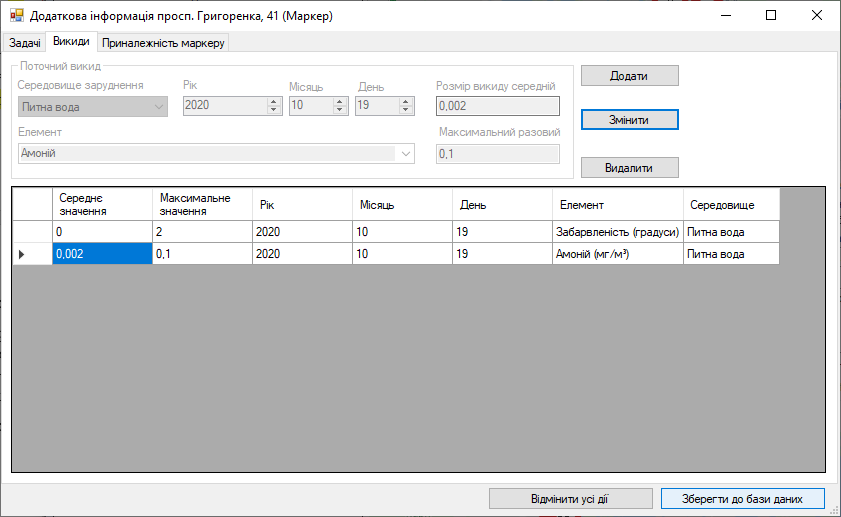 Додаткова інформація просп. Григоренка, 41 (Маркер)
Задачі Викиди Приналежність маркеру
Поточний викид
Середовище заруднення Рік Місяць День Розмір викиду середній
Питна вода 2020 10 19 0,002
Елемент Максимальний разовий
Амоній 0,1
Додати
Змінити
Видалити
Середнє значення Максимальне значення Рік Місяць День Елемент Середовище
0 2 2020 10 19 Забарвленість (градуси) Питна вода
0,002 0,1 2020 10 19 Амоній (мг/м³) Питна вода
Відмінити усі дії Зберегти до бази даних